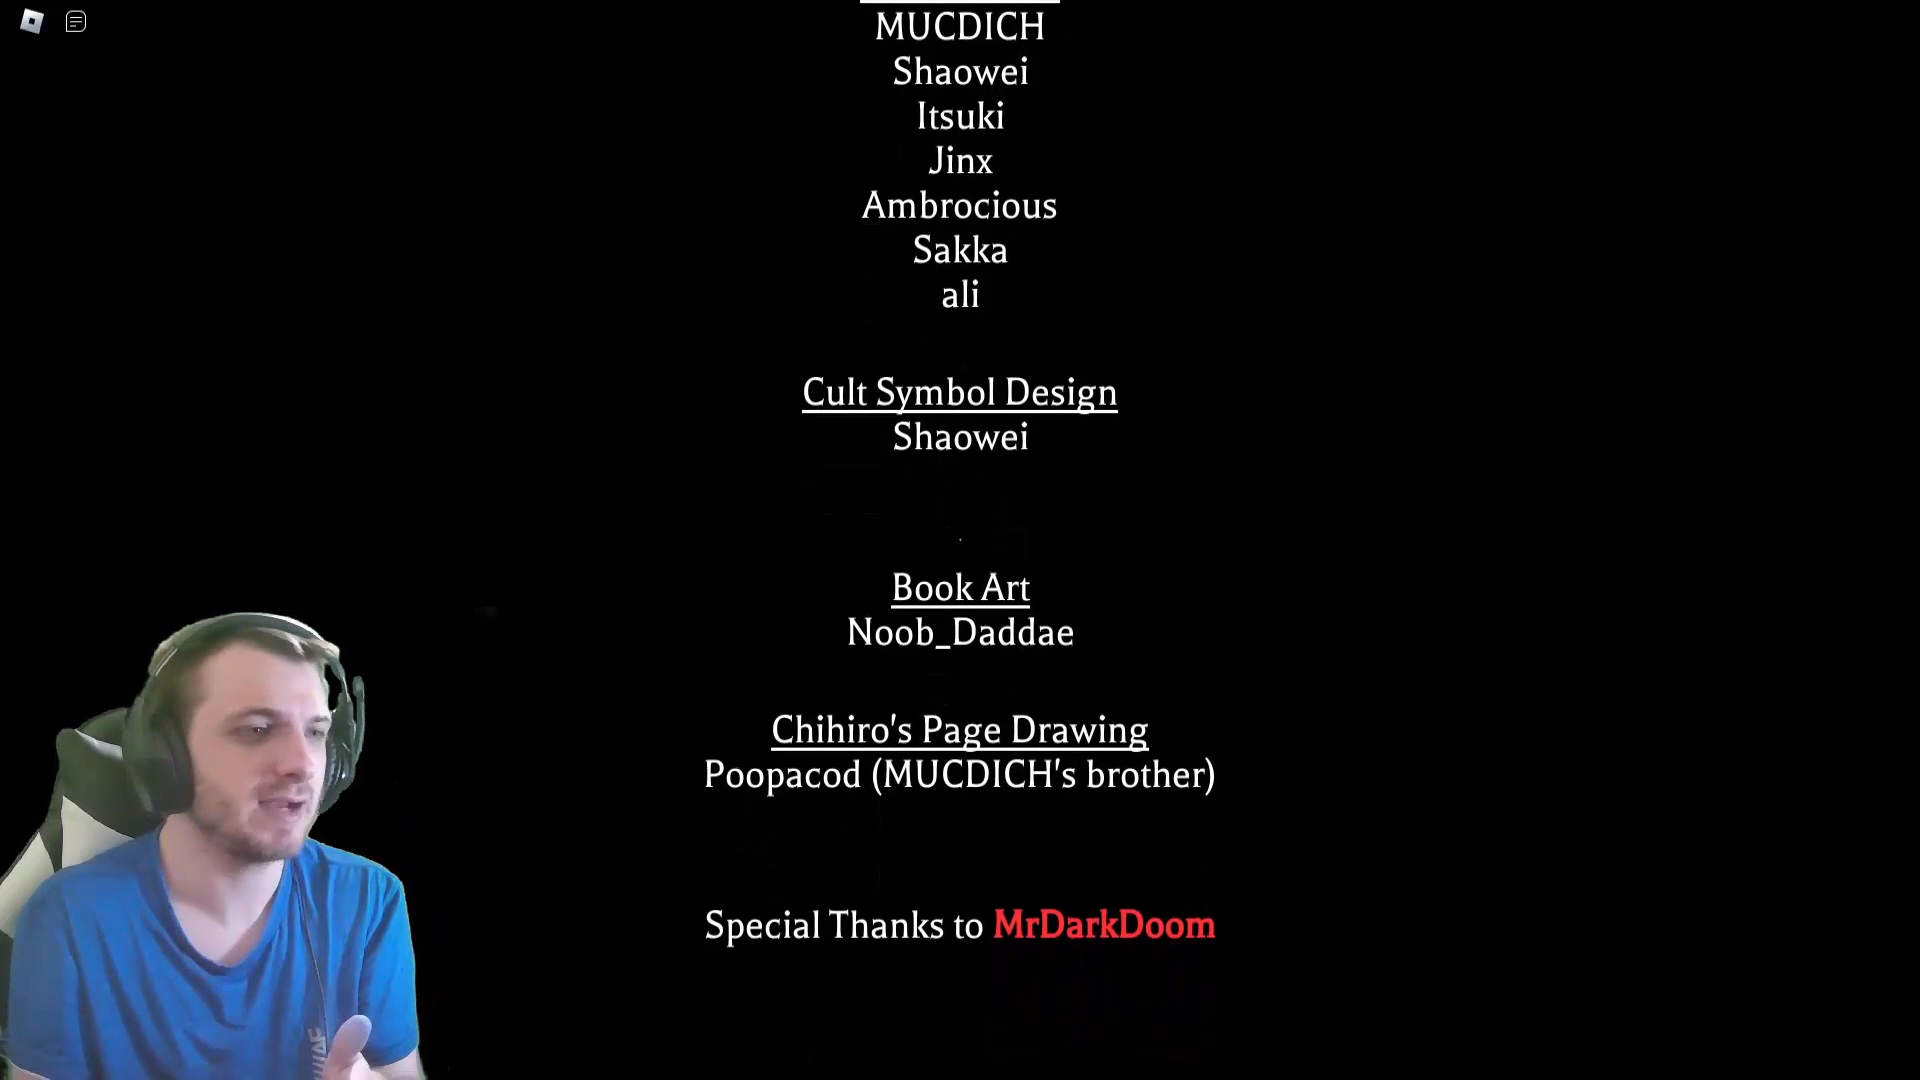 MUCDICH
Shaowei
Itsuki
Jinx
Ambrocious
Sakka
ali
Cult Symbol Design
Shaowei
Book Art
Noob_Daddae
Chihiro's Page Drawing
Poopacod (MUCDICH's brother)
Special Thanks to MrDarkDoom